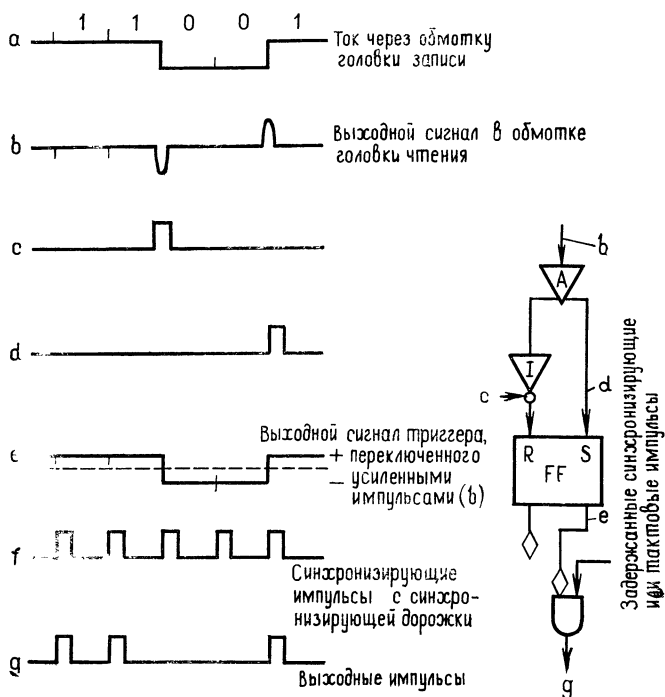 1 1 0 0 1
a
Ток через обмотку
головки записи
b
Выходной сигнал в обмотке
головки чтения
c
d
e
Выходной сигнал триггера,
+ переключенного
− усиленными
импульсами (b)
f
Синхронизирующие
импульсы с синхро-
низирующей дорожки
g
Выходные импульсы
b
A
I
c
d
R S
FF
e
g
Задержанные синхронизирующие
или тактовые импульсы